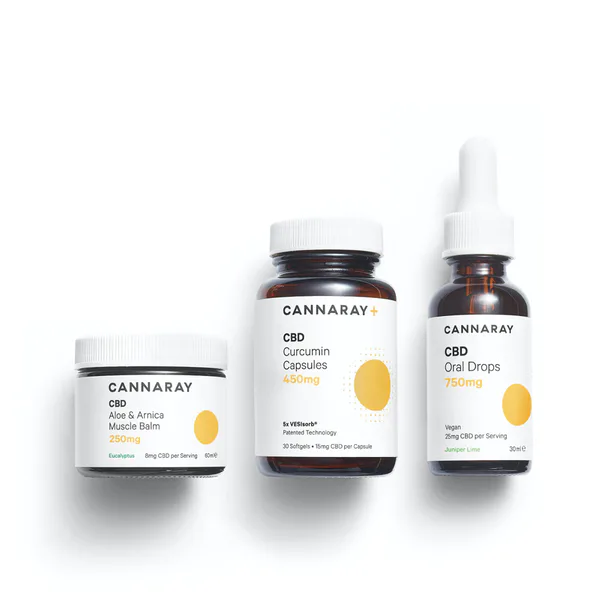 CANNARAY
CBD
Aloe & Arnica
Muscle Balm
250mg
Eucalyptus 8mg CBD per Serving 60ml ℮
CANNARAY+
CBD
Curcumin
Capsules
450mg
5x VESIsorb®
Patented Technology
30 Softgels • 15mg CBD per Capsule
CANNARAY
CBD
Oral Drops
750mg
Vegan
25mg CBD per Serving
Juniper Lime 30ml ℮